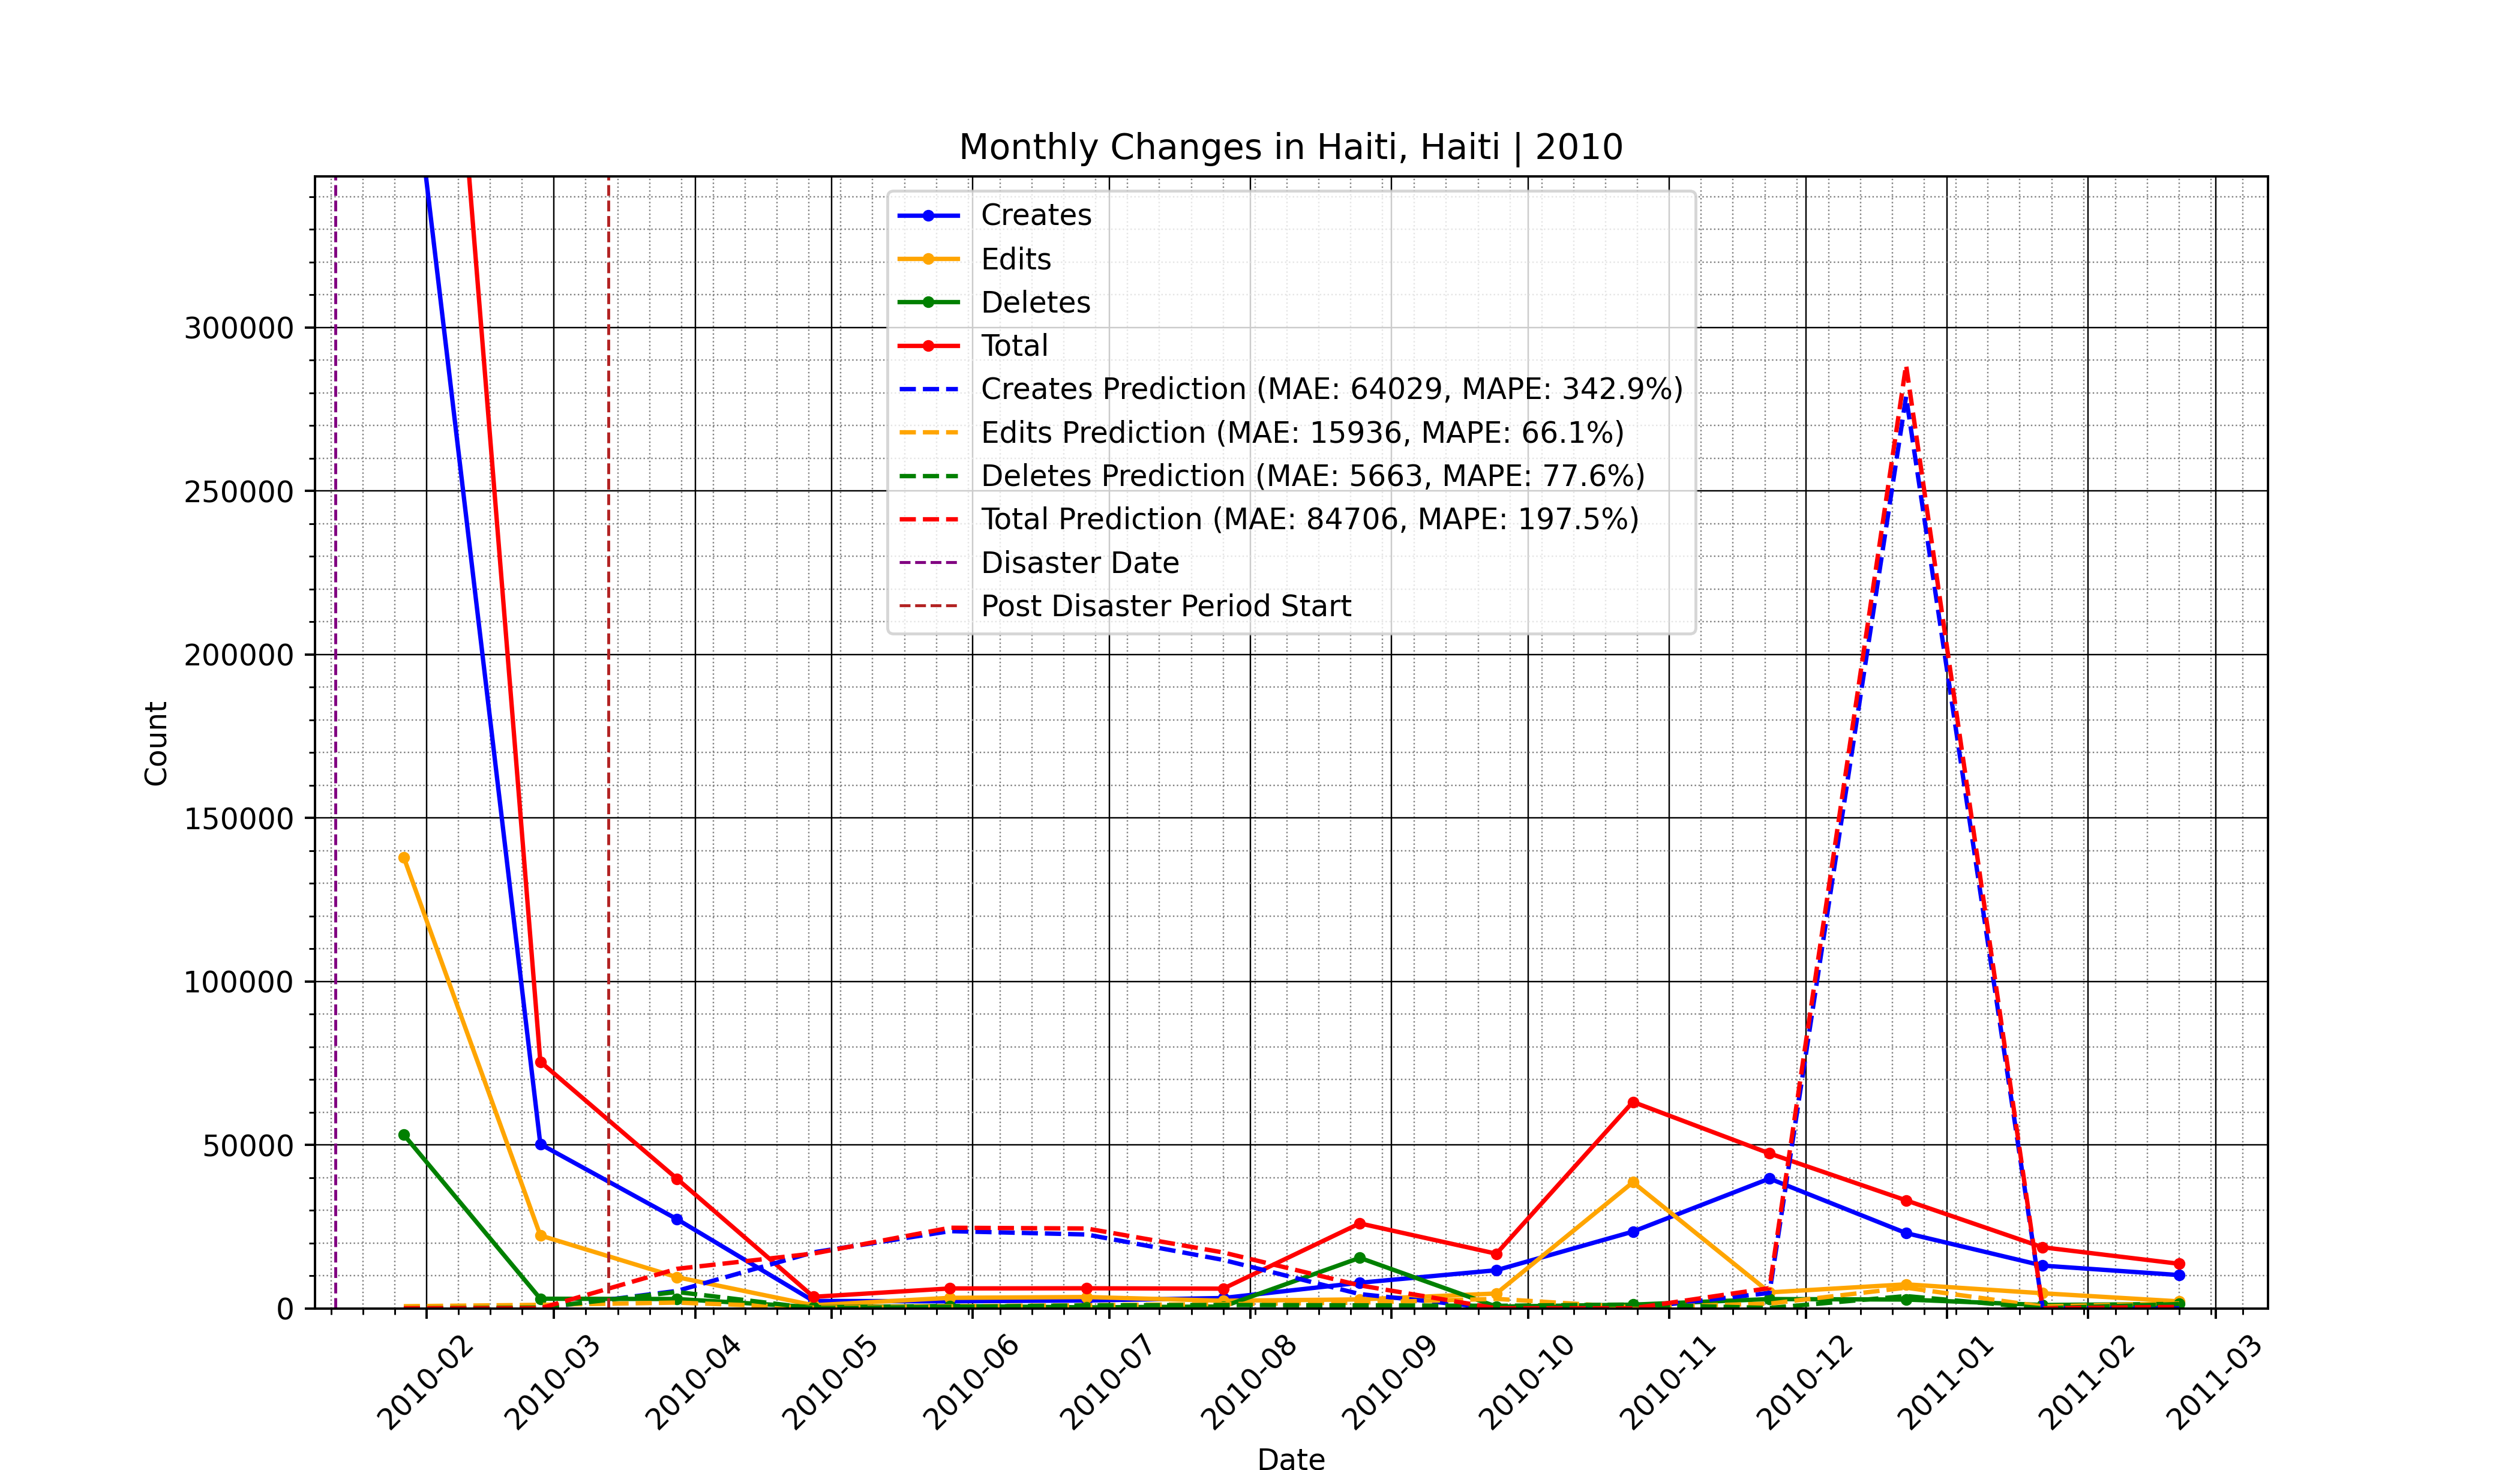 Monthly Changes in Haiti, Haiti | 2010
Creates
Edits
Deletes
Total
Creates Prediction (MAE: 64029, MAPE: 342.9%)
Edits Prediction (MAE: 15936, MAPE: 66.1%)
Deletes Prediction (MAE: 5663, MAPE: 77.6%)
Total Prediction (MAE: 84706, MAPE: 197.5%)
Disaster Date
Post Disaster Period Start
300000
250000
200000
150000
100000
50000
0
Count
2010-02
2010-03
2010-04
2010-05
2010-06
2010-07
2010-08
2010-09
2010-10
2010-11
2010-12
2011-01
2011-02
2011-03
Date